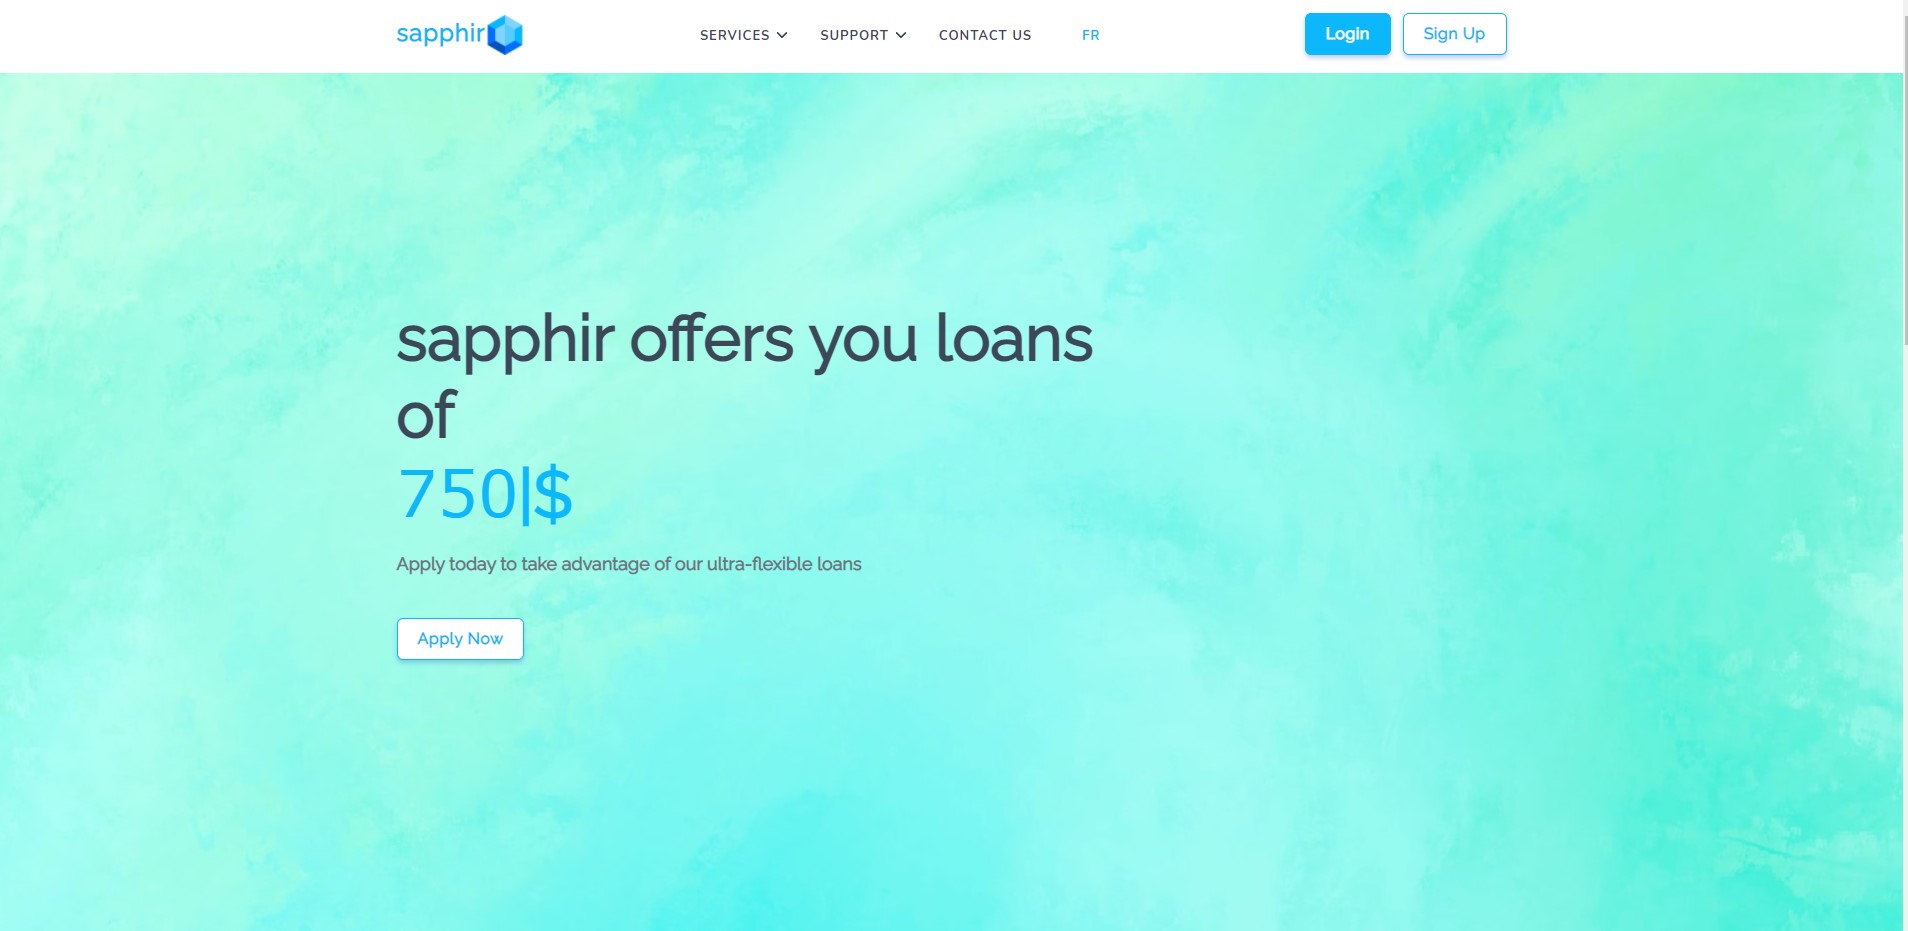 sapphir
SERVICES SUPPORT CONTACT US FR
Login Sign Up
sapphir offers you loans
of
750|$
Apply today to take advantage of our ultra-flexible loans
Apply Now